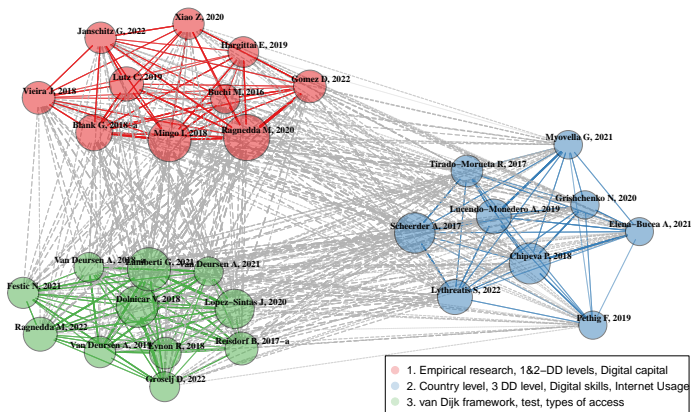 Xiao Z, 2020
Janschitz G, 2022
Hargittai E, 2019
Lutz C, 2019
Gomez D, 2022
Vieira J, 2018
Buchi M, 2016
Blank G, 2018-a
Mingo I, 2018
Ragnedda M, 2020
Myovella G, 2021
Tirado-Morueta R, 2017
Grishchenko N, 2020
Lucendo-Monedero A, 2019
Scheerder A, 2017
Elena-Bucea A, 2021
Chipeva P, 2018
Lythreatis S, 2022
Pethig F, 2019
Van Deursen A, 2018-a
Lamberti G, 2021
Van Deursen A, 2021
Festic N, 2021
Dolnicar V, 2018
Lopez-Sintas J, 2020
Ragnedda M, 2022
Van Deursen A, 2019
Eynon R, 2018
Reisdorf B, 2017-a
Groselj D, 2022
1. Empirical research, 1&2-DD levels, Digital capital
2. Country level, 3 DD level, Digital skills, Internet Usage
3. van Dijk framework, test, types of access